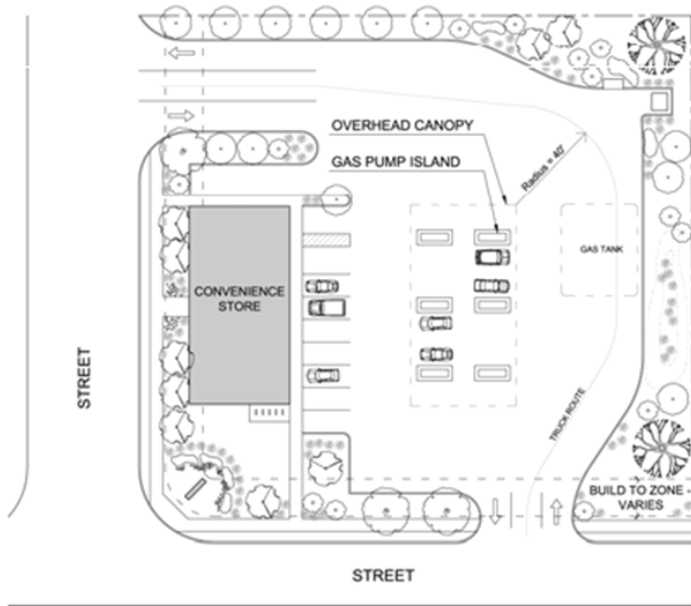 OVERHEAD CANOPY
GAS PUMP ISLAND
Radius = 40'
GAS TANK
CONVENIENCE
STORE
STREET
TRUCK ROUTE
BUILD TO ZONE -
VARIES
STREET